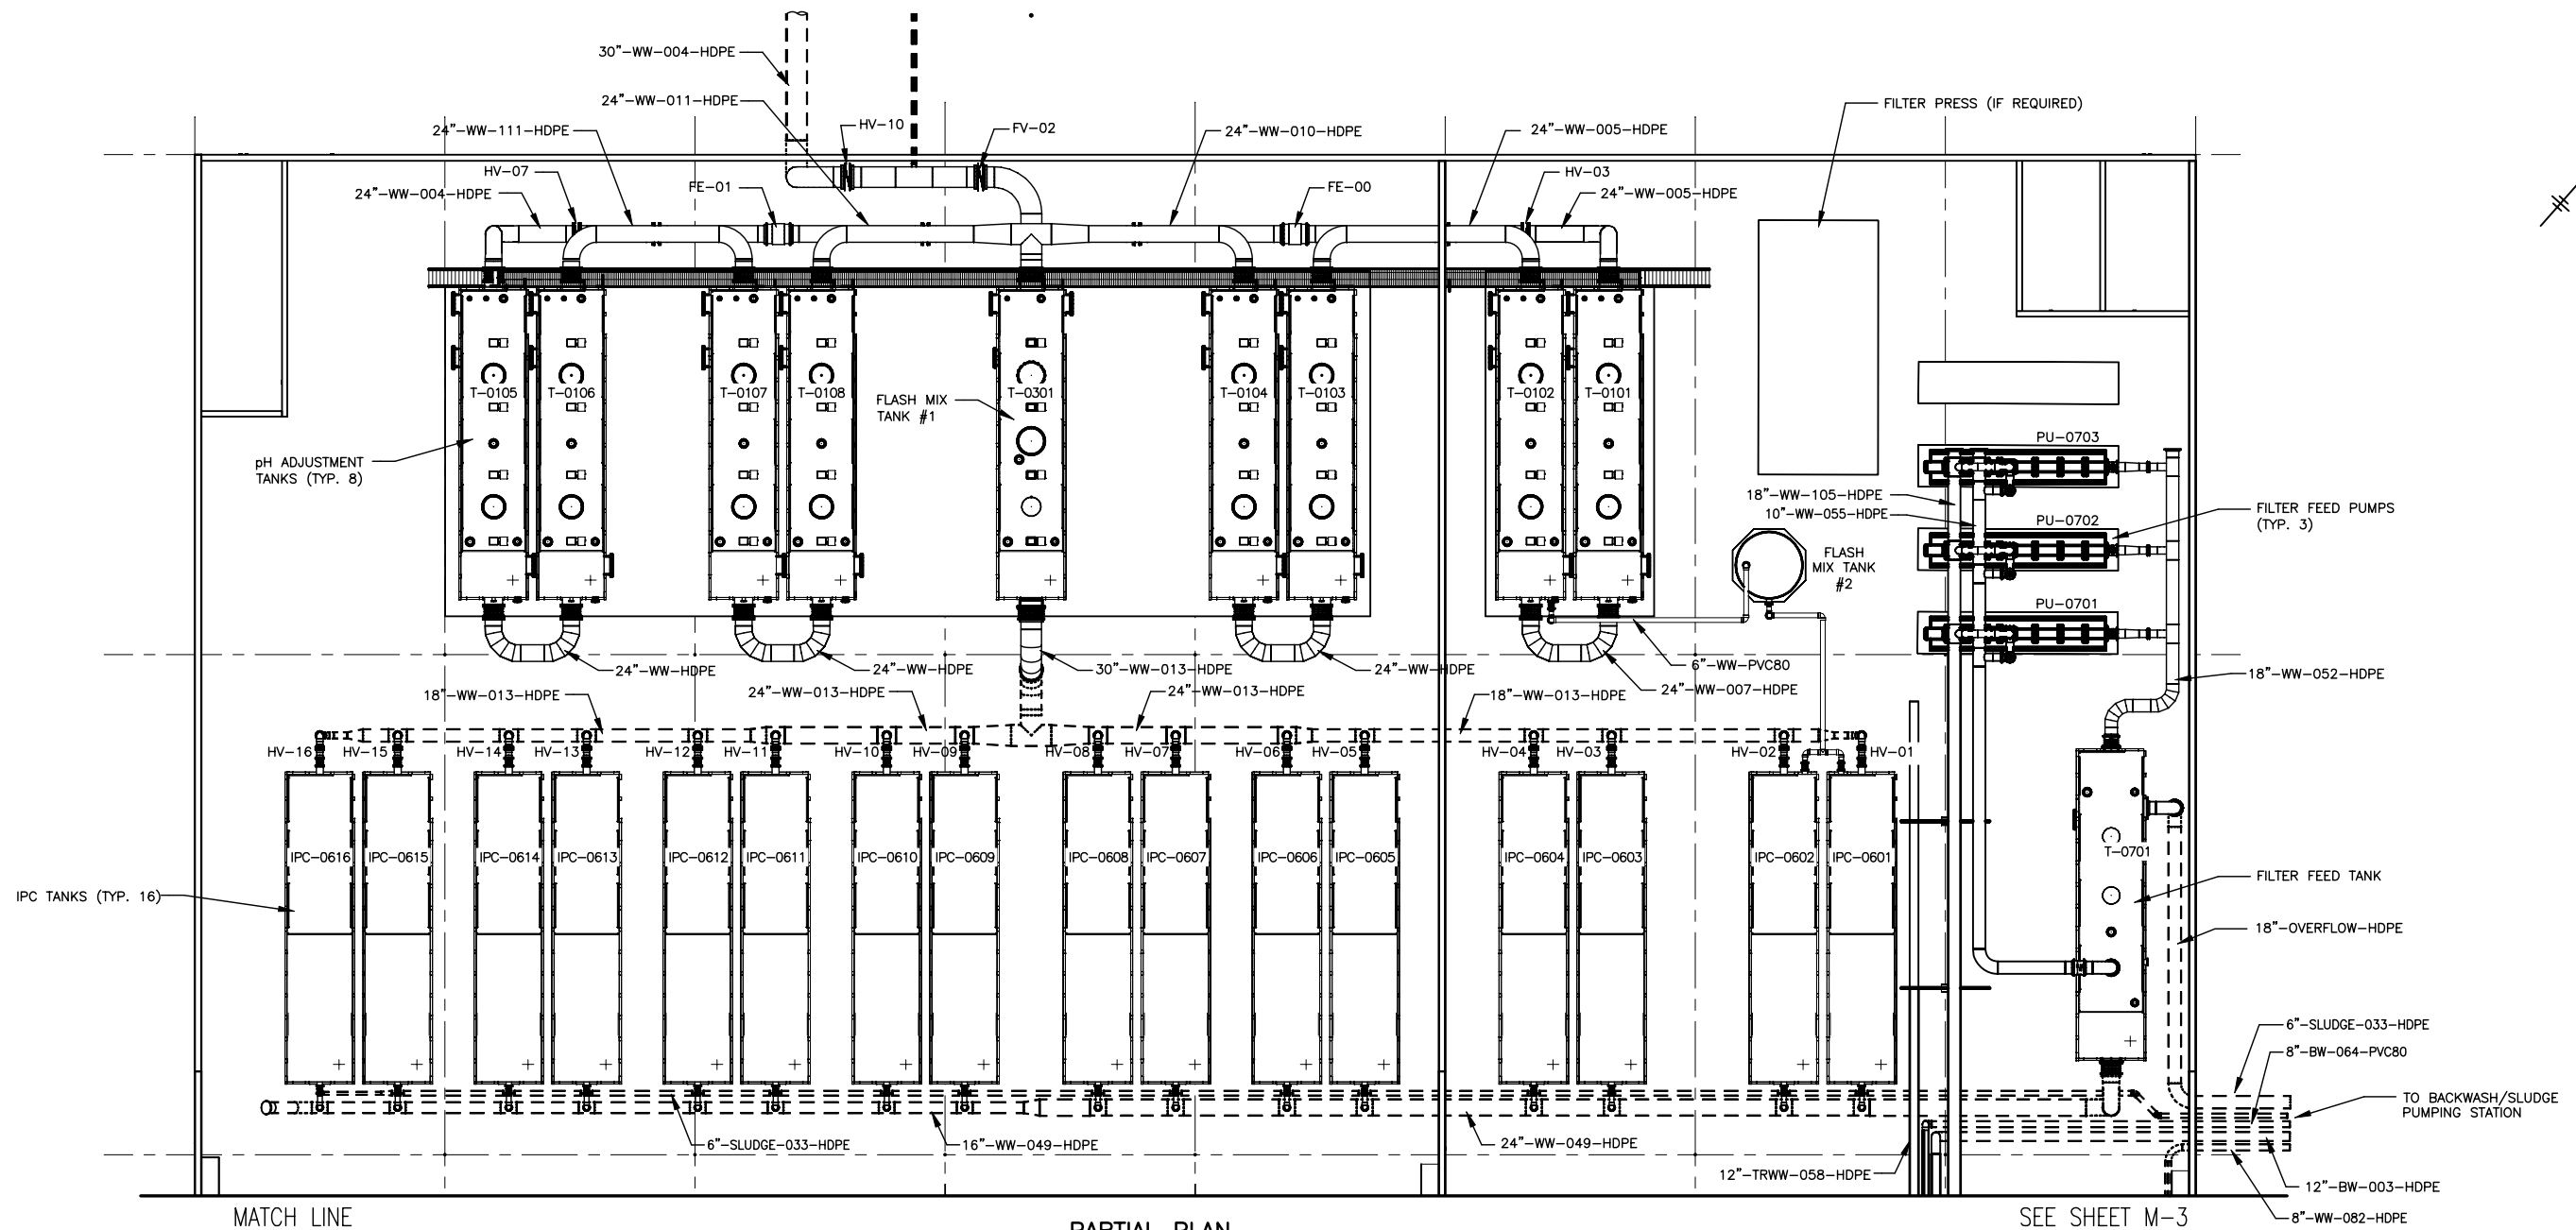 30"-WW-004-HDPE
24"-WW-011-HDPE
24"-WW-111-HDPE
HV-10
FV-02
24"-WW-010-HDPE
24"-WW-005-HDPE
FILTER PRESS (IF REQUIRED)
HV-07
24"-WW-004-HDPE
FE-01
FE-00
HV-03
24"-WW-005-HDPE
T-0105
T-0106
T-0107
T-0108
T-0301
T-0104
T-0103
T-0102
T-0101
FLASH MIX
TANK #1
pH ADJUSTMENT
TANKS (TYP. 8)
PU-0703
18"-WW-105-HDPE
10"-WW-055-HDPE
PU-0702
FILTER FEED PUMPS
(TYP. 3)
FLASH
MIX TANK
#2
PU-0701
24"-WW-HDPE
24"-WW-HDPE
30"-WW-013-HDPE
24"-WW-HDPE
6"-WW-PVC80
24"-WW-007-HDPE
18"-WW-052-HDPE
18"-WW-013-HDPE
24"-WW-013-HDPE
24"-WW-013-HDPE
18"-WW-013-HDPE
HV-16
HV-15
HV-14
HV-13
HV-12
HV-11
HV-10
HV-09
HV-08
HV-07
HV-06
HV-05
HV-04
HV-03
HV-02
HV-01
IPC-0616
IPC-0615
IPC-0614
IPC-0613
IPC-0612
IPC-0611
IPC-0610
IPC-0609
IPC-0608
IPC-0607
IPC-0606
IPC-0605
IPC-0604
IPC-0603
IPC-0602
IPC-0601
T-0701
IPC TANKS (TYP. 16)
FILTER FEED TANK
18"-OVERFLOW-HDPE
6"-SLUDGE-033-HDPE
8"-BW-064-PVC80
TO BACKWASH/SLUDGE
PUMPING STATION
6"-SLUDGE-033-HDPE
16"-WW-049-HDPE
24"-WW-049-HDPE
12"-TRWW-058-HDPE
12"-BW-003-HDPE
8"-WW-082-HDPE
MATCH LINE
PARTIAL PLAN
SEE SHEET M-3